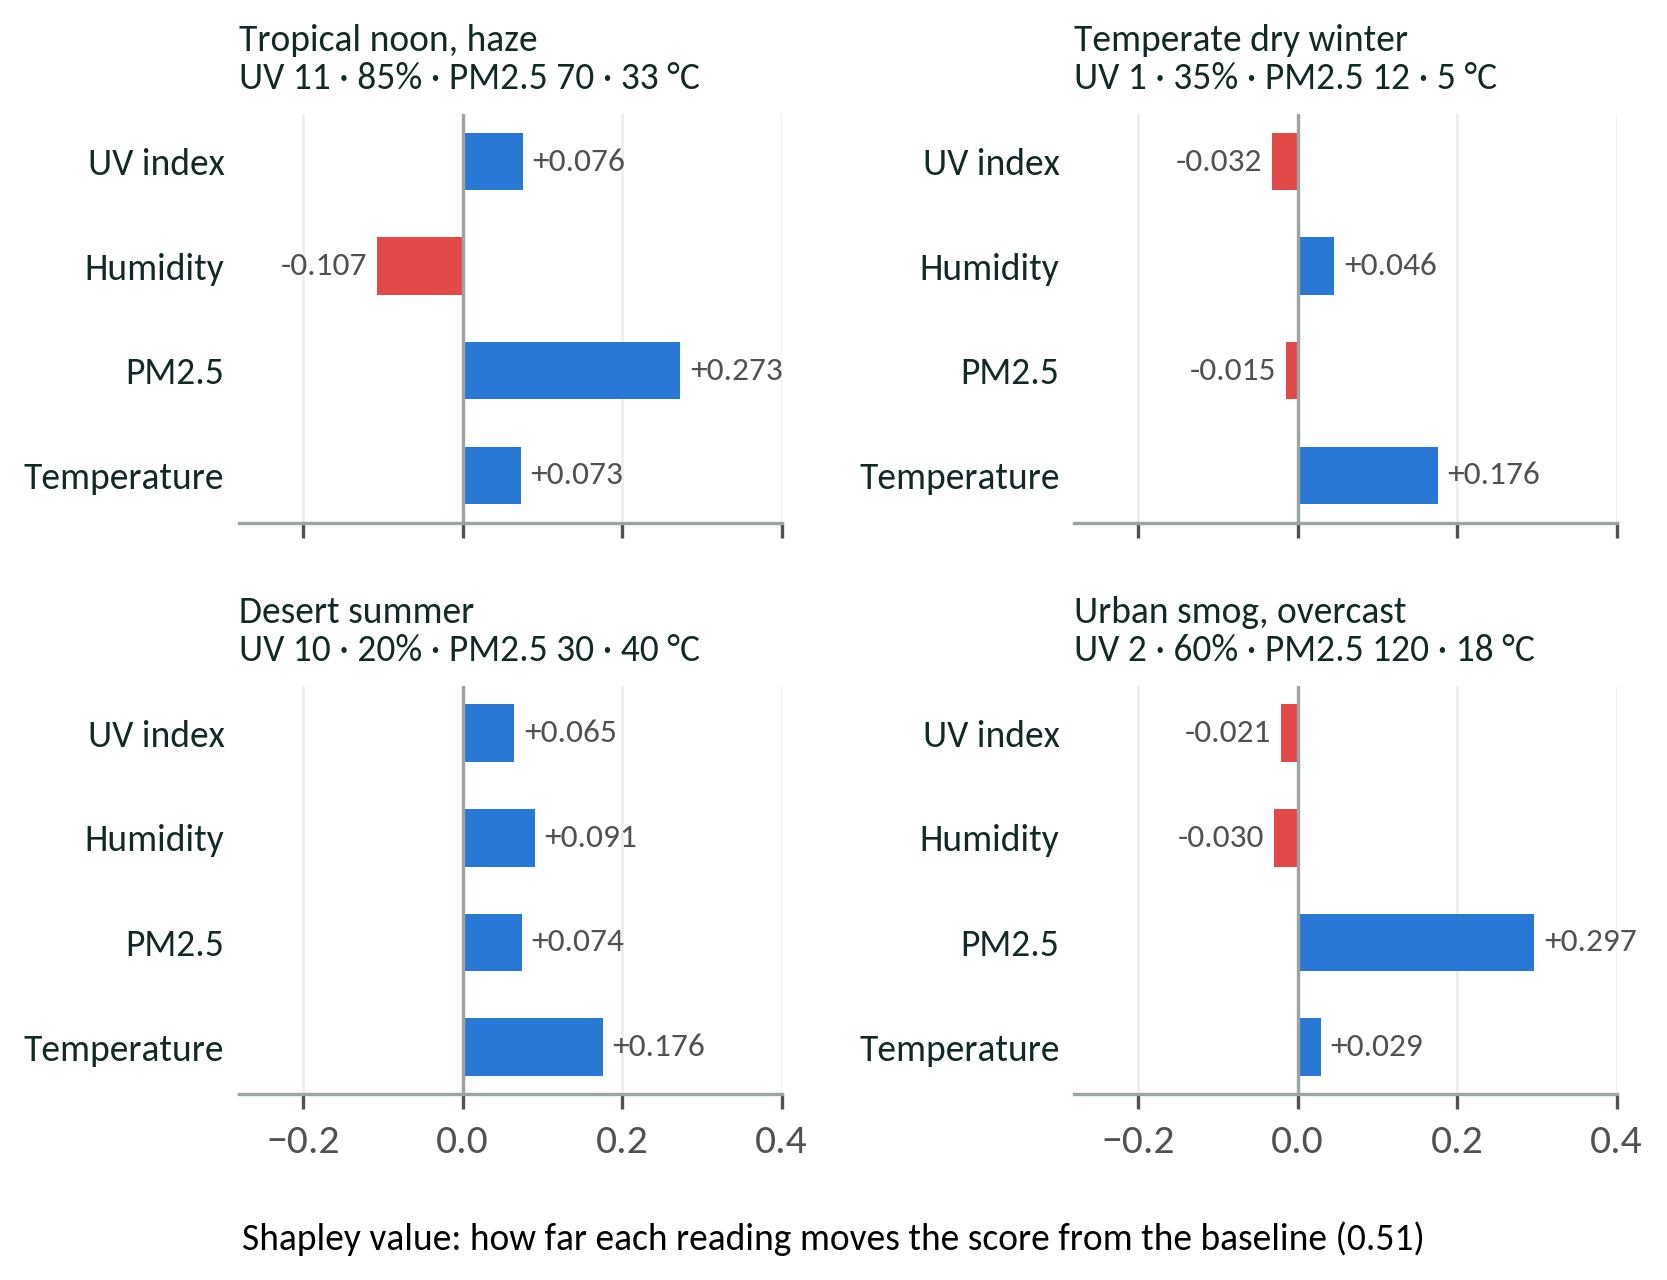 Tropical noon, haze
UV 11 · 85% · PM2.5 70 · 33 °C
UV index
+0.076
Humidity
-0.107
PM2.5
+0.273
Temperature
+0.073
Temperate dry winter
UV 1 · 35% · PM2.5 12 · 5 °C
UV index
-0.032
Humidity
+0.046
PM2.5
-0.015
Temperature
+0.176
Desert summer
UV 10 · 20% · PM2.5 30 · 40 °C
UV index
+0.065
Humidity
+0.091
PM2.5
+0.074
Temperature
+0.176
−0.2 0.0 0.2 0.4
Urban smog, overcast
UV 2 · 60% · PM2.5 120 · 18 °C
UV index
-0.021
Humidity
-0.030
PM2.5
+0.297
Temperature
+0.029
−0.2 0.0 0.2 0.4
Shapley value: how far each reading moves the score from the baseline (0.51)